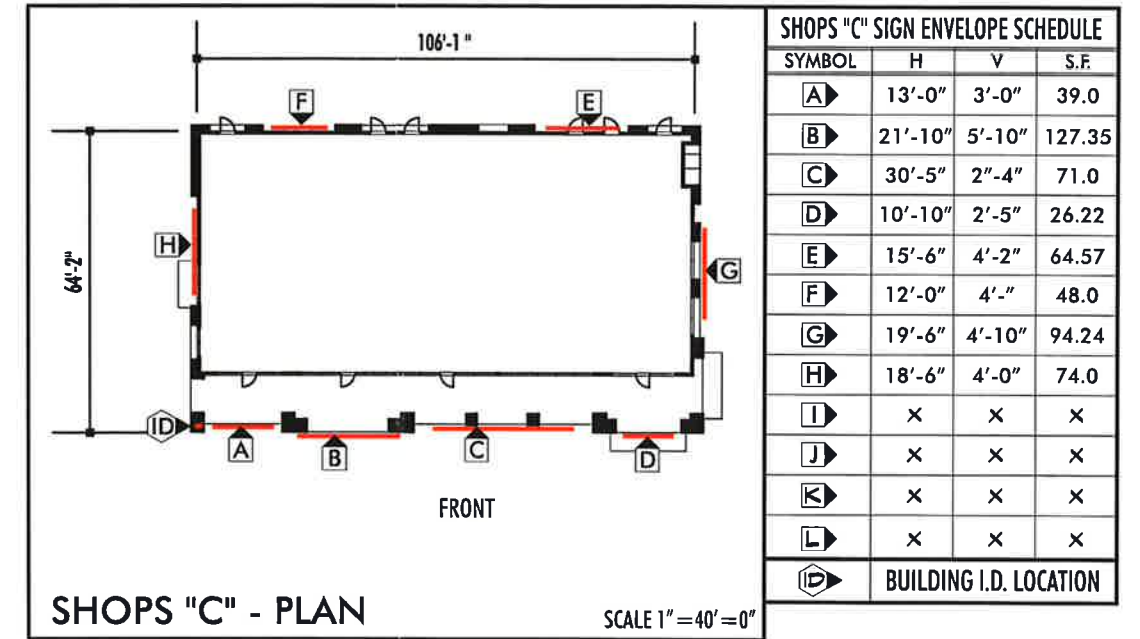 106'-1"
F
E
H
64'-2"
G
ID
A
B
C
D
FRONT
SHOPS "C" - PLAN
SCALE 1"=40'=0"
SHOPS "C" SIGN ENVELOPE SCHEDULE
SYMBOL H V S.F.
A 13'-0" 3'-0" 39.0
B 21'-10" 5'-10" 127.35
C 30'-5" 2"-4" 71.0
D 10'-10" 2'-5" 26.22
E 15'-6" 4'-2" 64.57
F 12'-0" 4'-" 48.0
G 19'-6" 4'-10" 94.24
H 18'-6" 4'-0" 74.0
I × × ×
J × × ×
K × × ×
L × × ×
ID BUILDING I.D. LOCATION